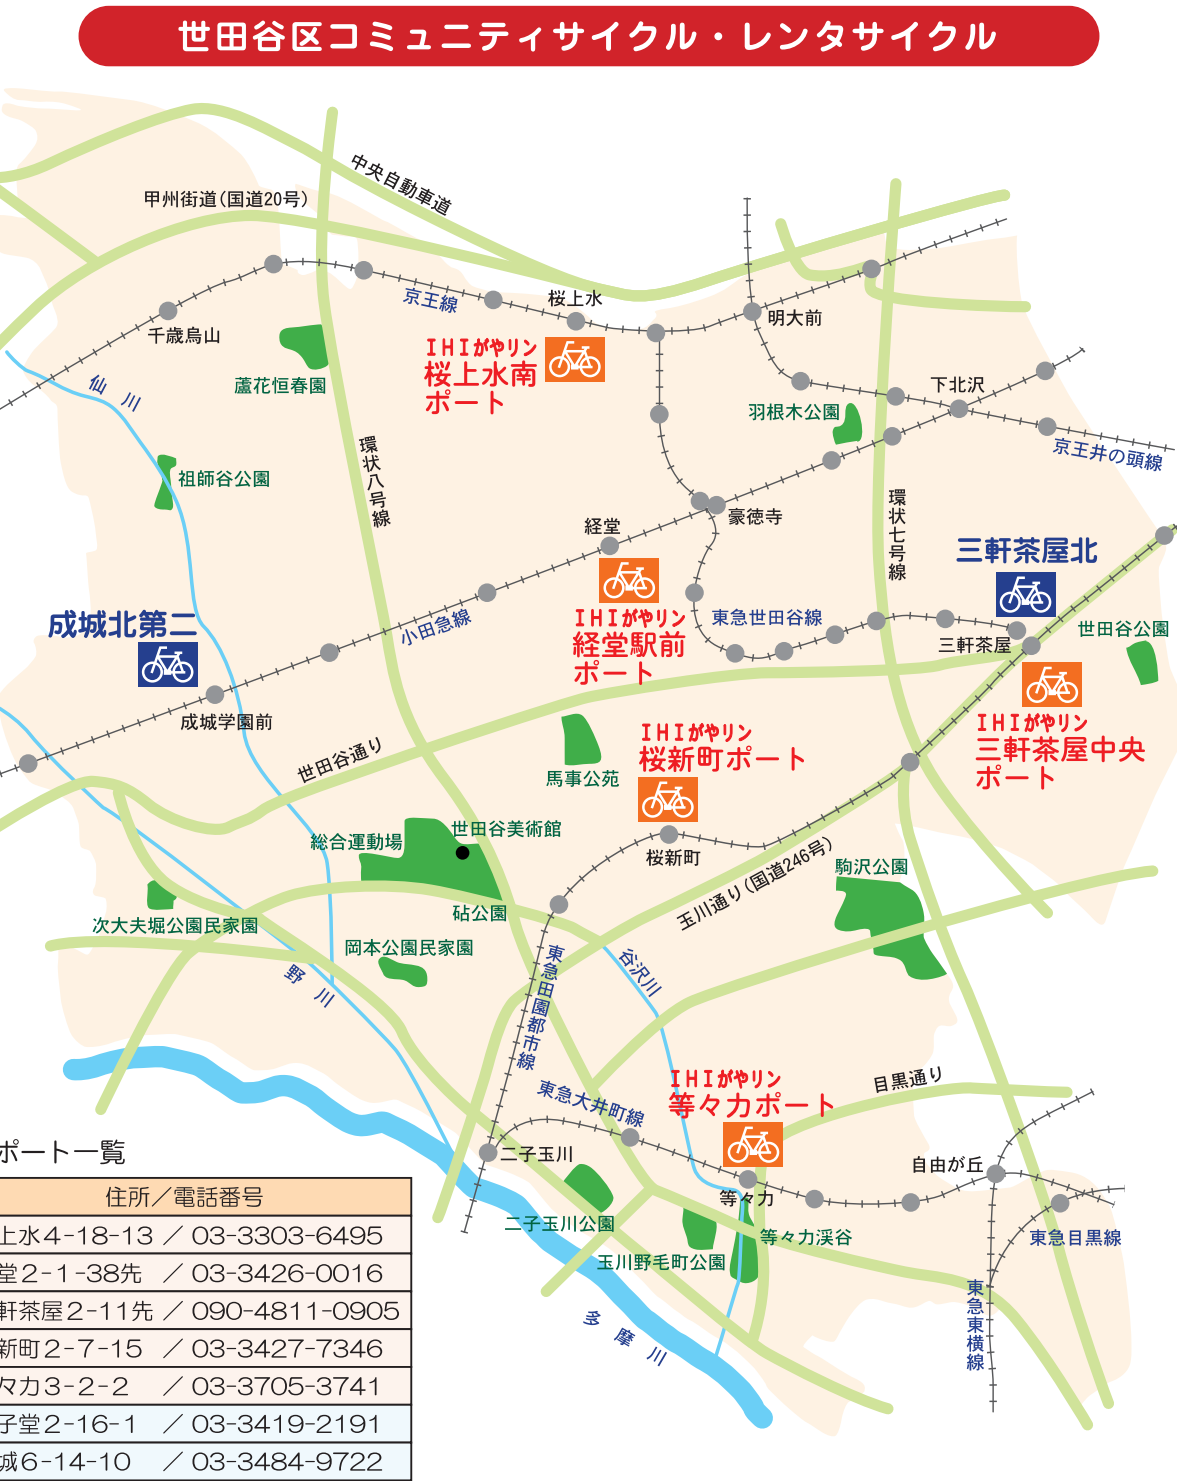 世田谷区コミュニティサイクル・レンタサイクル
中央自動車道
甲州街道（国道20号）
京王線
桜上水
明大前
千歳烏山
IHIがやリン
桜上水南
ポート
仙川
蘆花恒春園
下北沢
羽根木公園
京王井の頭線
環状八号線
祖師谷公園
環状七号線
豪徳寺
経堂
三軒茶屋北
IHIがやリン
経堂駅前
ポート
東急世田谷線
小田急線
成城北第二
三軒茶屋
世田谷公園
成城学園前
IHIがやリン
三軒茶屋中央
ポート
IHIがやリン
桜新町ポート
世田谷通り
馬事公苑
総合運動場
世田谷美術館
桜新町
玉川通り（国道246号）
駒沢公園
次大夫堀公園民家園
砧公園
岡本公園民家園
野川
東急田園都市線
谷沢川
IHIがやリン
等々力ポート
目黒通り
東急大井町線
二子玉川
自由が丘
等々力
二子玉川公園
等々力渓谷
玉川野毛町公園
東急目黒線
東急東横線
多摩川
ポート一覧
住所／電話番号
上水4-18-13 ／ 03-3303-6495
堂2-1-38先 ／ 03-3426-0016
軒茶屋2-11先 ／ 090-4811-0905
新町2-7-15 ／ 03-3427-7346
々力3-2-2 ／ 03-3705-3741
子堂2-16-1 ／ 03-3419-2191
城6-14-10 ／ 03-3484-9722